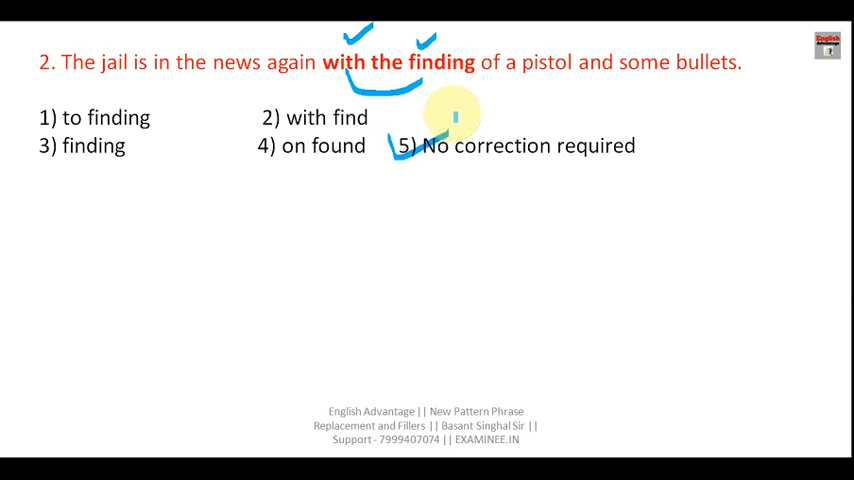 English
Advantage
2. The jail is in the news again with the finding of a pistol and some bullets.
1) to finding 2) with find
3) finding 4) on found 5) No correction required
English Advantage || New Pattern Phrase
Replacement and Fillers || Basant Singhal Sir ||
Support - 7999407074 || EXAMINEE.IN